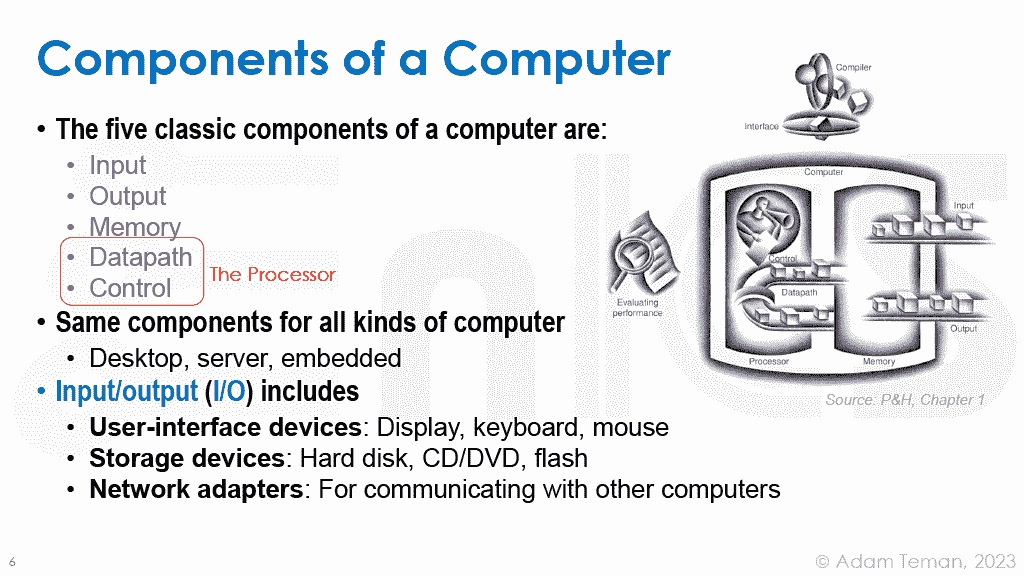 Components of a Computer
• The five classic components of a computer are:
• Input
• Output
• Memory
• Datapath
• Control
The Processor
• Same components for all kinds of computer
• Desktop, server, embedded
• Input/output (I/O) includes
• User-interface devices: Display, keyboard, mouse
• Storage devices: Hard disk, CD/DVD, flash
• Network adapters: For communicating with other computers
Compiler
Interface
Computer
Input
Control
Datapath
Evaluating
performance
Output
Processor
Memory
Source: P&H, Chapter 1
6
© Adam Teman, 2023